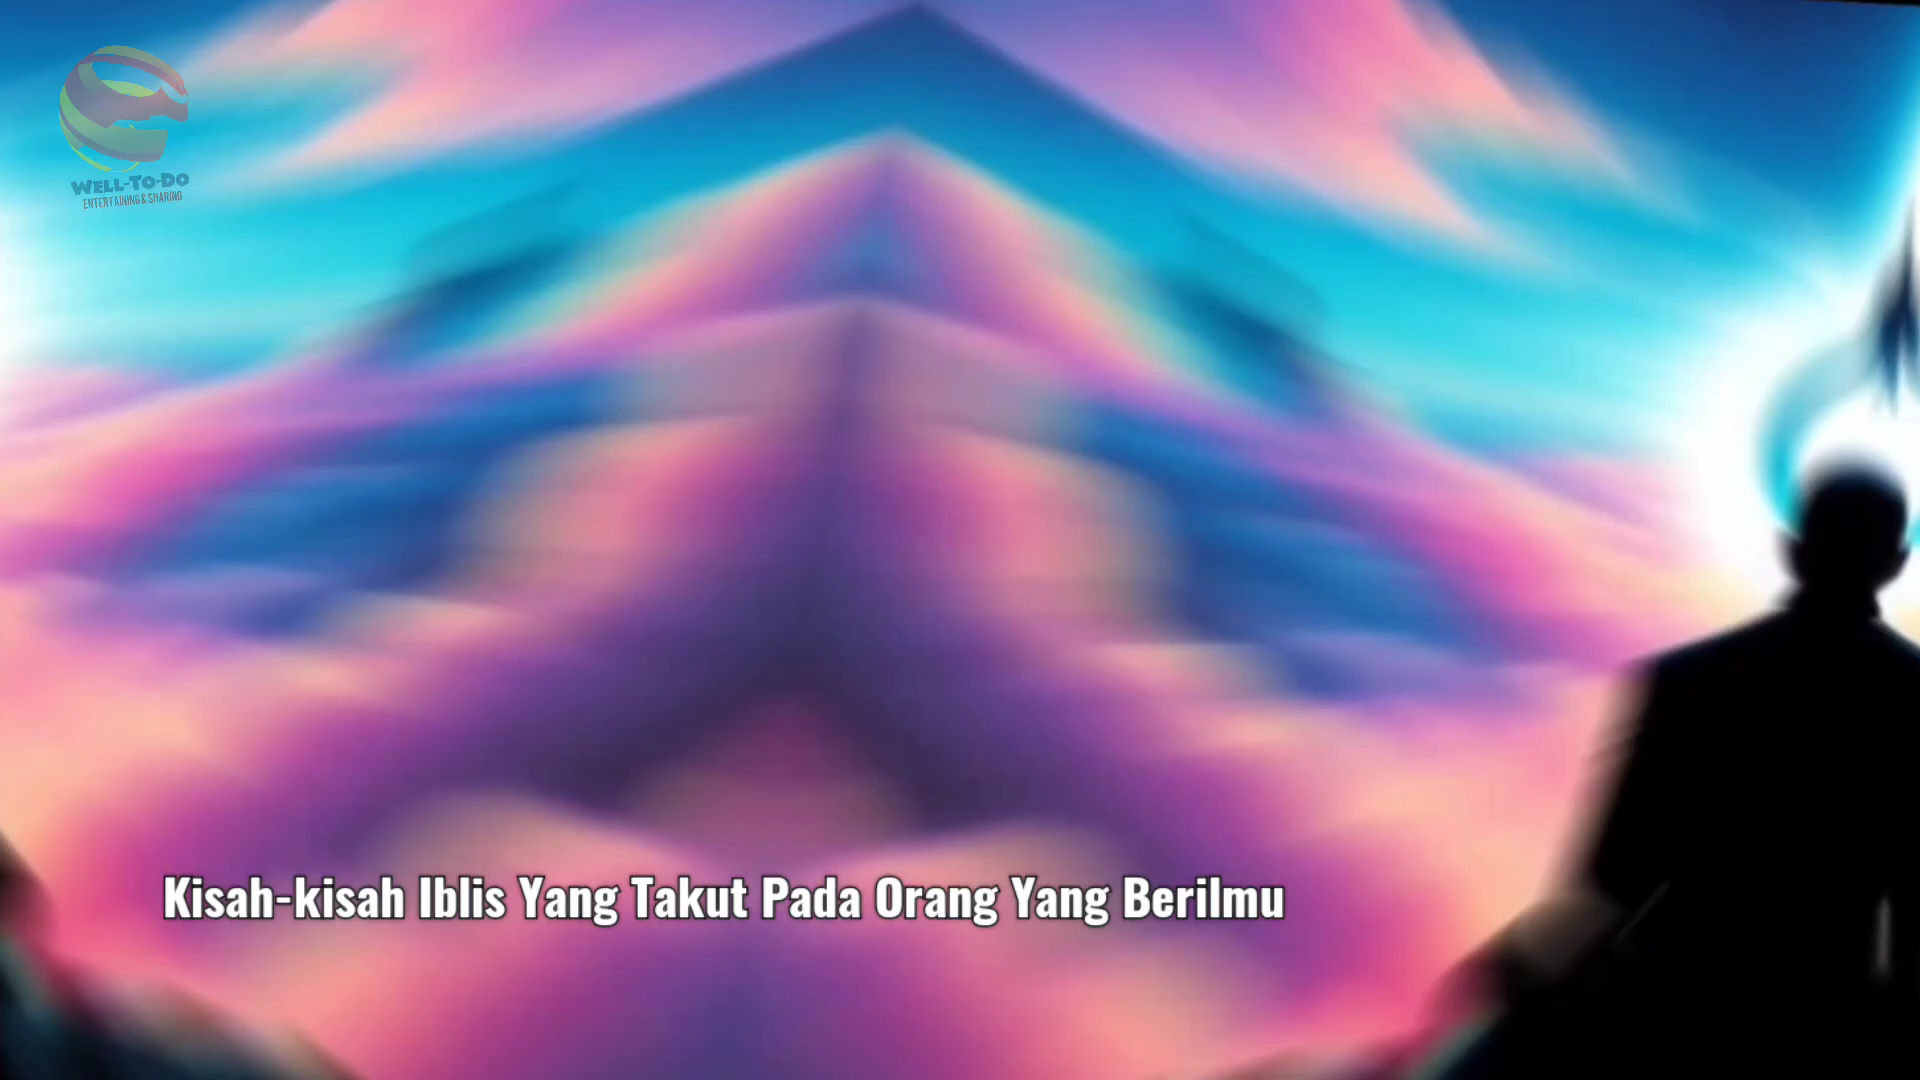 WELL-TO-DO
ENTERTAINING & SHARING
Kisah-kisah Iblis Yang Takut Pada Orang Yang Berilmu